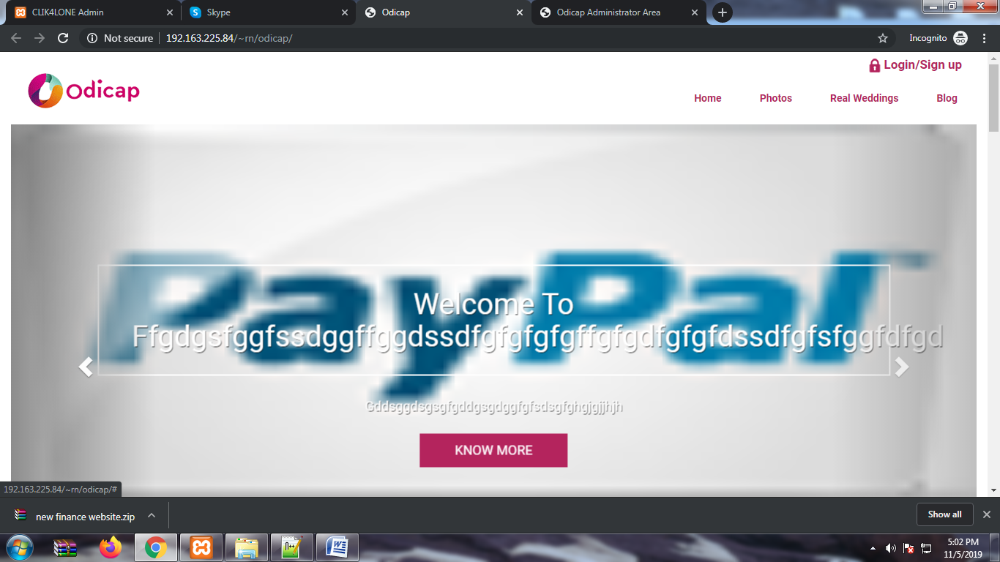 CLIK4LONE Admin
Skype
Odicap
Odicap Administrator Area
Not secure
192.163.225.84/~rn/odicap/
Incognito
Login/Sign up
Odicap
Home
Photos
Real Weddings
Blog
PayPal
Welcome To
KNOW MORE
192.163.225.84/~rn/odicap/#
new finance website.zip
Show all
5:02 PM
11/5/2019